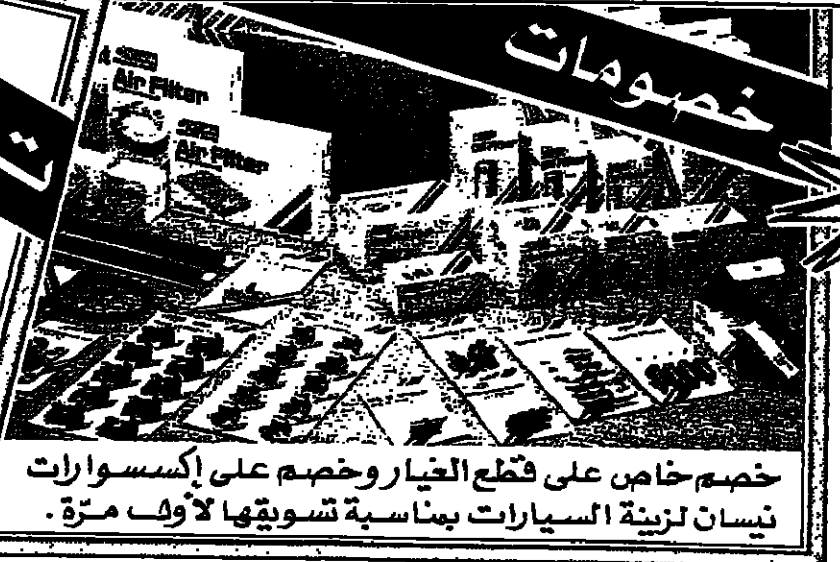 خصومات
Air Filter
Air Filter
خصم خاص على قطع الغيار وخصم على إكسسوارات
نيسان لزينة السيارات بمناسبة تسويقها لأول مرّة .